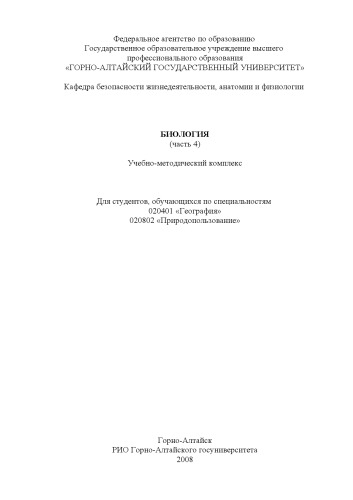 Федеральное агентство по образованию
Государственное образовательное учреждение высшего
профессионального образования
«ГОРНО-АЛТАЙСКИЙ ГОСУДАРСТВЕННЫЙ УНИВЕРСИТЕТ»
Кафедра безопасности жизнедеятельности, анатомии и физиологии
БИОЛОГИЯ
(часть 4)
Учебно-методический комплекс
Для студентов, обучающихся по специальностям
020401 «География»
020802 «Природопользование»
Горно-Алтайск
РИО Горно-Алтайского госуниверситета
2008